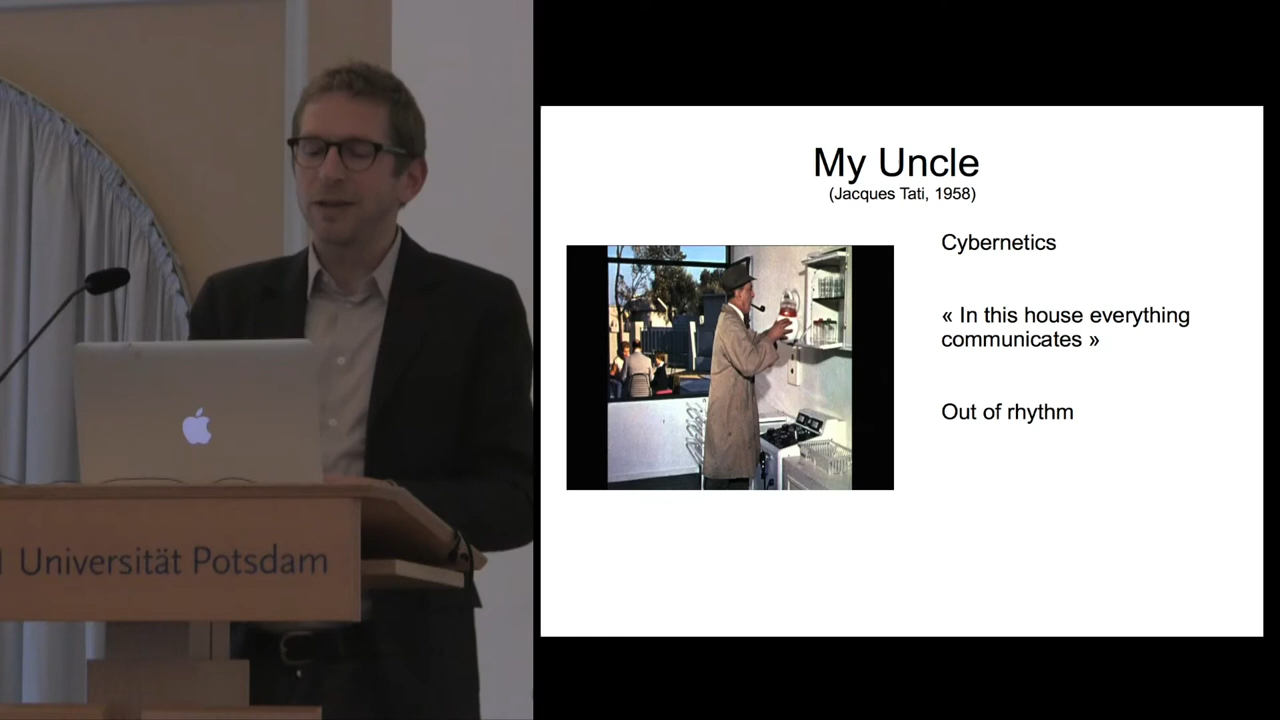 My Uncle
(Jacques Tati, 1958)
Cybernetics
« In this house everything
communicates »
Out of rhythm
Universität Potsdam